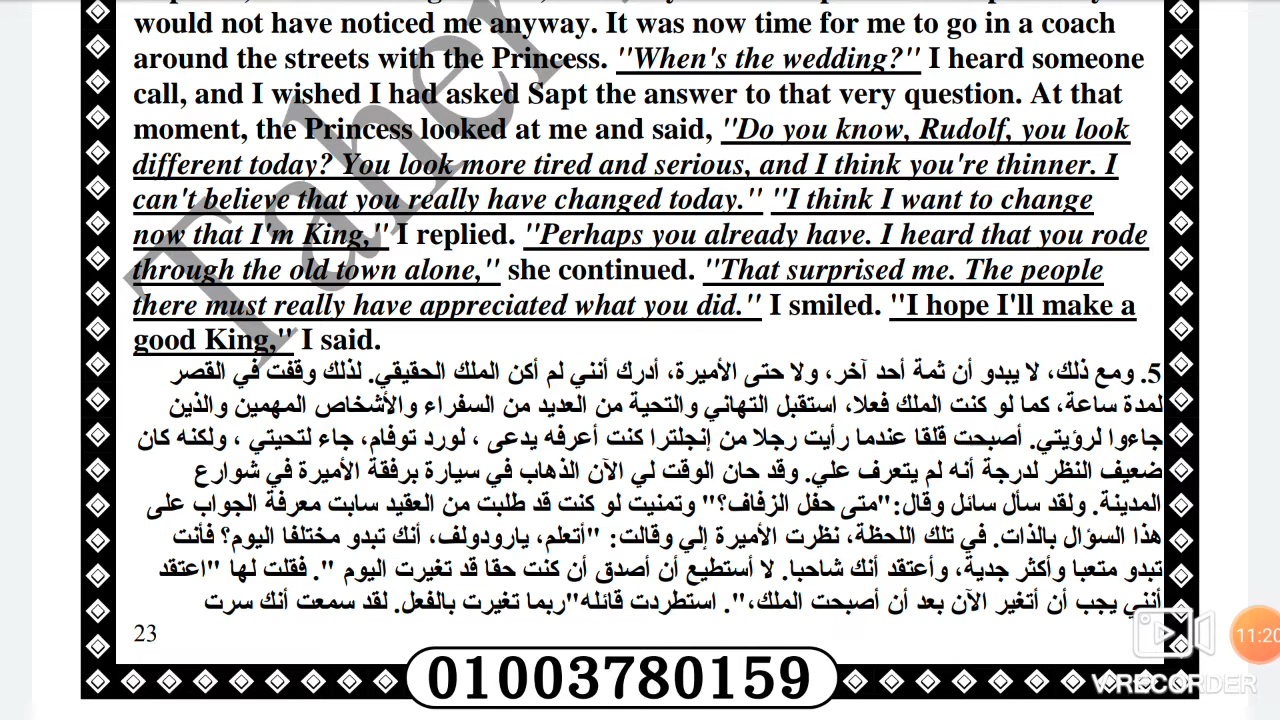 would not have noticed me anyway. It was now time for me to go in a coach
around the streets with the Princess. "When's the wedding?" I heard someone
call, and I wished I had asked Sapt the answer to that very question. At that
moment, the Princess looked at me and said, "Do you know, Rudolf, you look
different today? You look more tired and serious, and I think you're thinner. I
can't believe that you really have changed today." "I think I want to change
now that I'm King," I replied. "Perhaps you already have. I heard that you rode
through the old town alone," she continued. "That surprised me. The people
there must really have appreciated what you did." I smiled. "I hope I'll make a
good King," I said.
5. ومع ذلك، لا يبدو أن ثمة أحد آخر، ولا حتى الأميرة، أدرك أنني لم أكن الملك الحقيقي. لذلك وقفت في القصر
لمدة ساعة، كما لو كنت الملك فعلا، استقبل التهاني والتحية من العديد من السفراء والأشخاص المهمين والذين
جاءوا لرؤيتي. أصبحت قلقا عندما رأيت رجلا من إنجلترا كنت أعرفه يدعى ، لورد توفام، جاء لتحيتي ، ولكنه كان
ضعيف النظر لدرجة أنه لم يتعرف علي. وقد حان الوقت لي الآن الذهاب في سيارة برفقة الأميرة في شوارع
المدينة. ولقد سأل سائل وقال:"متى حفل الزفاف؟" وتمنيت لو كنت قد طلبت من العقيد سابت معرفة الجواب على
هذا السؤال بالذات. في تلك اللحظة، نظرت الأميرة إلي وقالت: "أتعلم، يارودولف، أنك تبدو مختلفا اليوم؟ فأنت
تبدو متعبا وأكثر جدية، وأعتقد أنك شاحبا. لا أستطيع أن أصدق أن كنت حقا قد تغيرت اليوم ". فقلت لها "اعتقد
أنني يجب أن أتغير الآن بعد أن أصبحت الملك،". استطردت قائله"ربما تغيرت بالفعل. لقد سمعت أنك سرت
23
01003780159
Taher
11:20
V.RECORDER